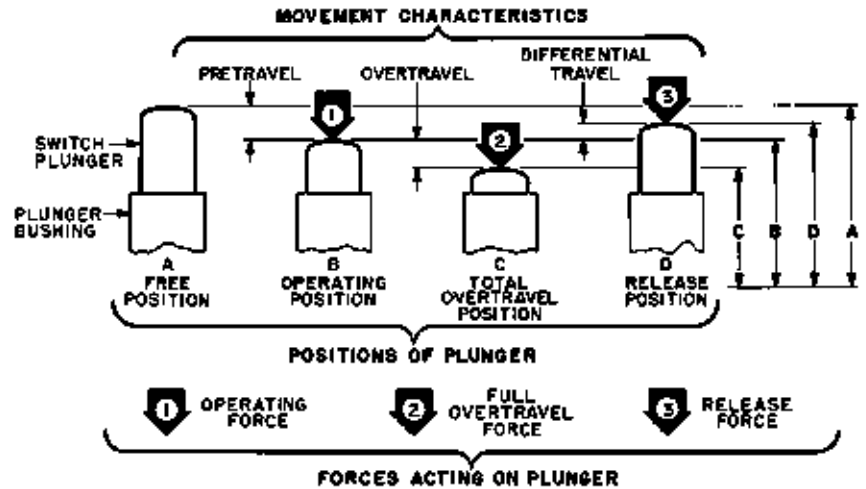 MOVEMENT CHARACTERISTICS
PRETRAVEL
OVERTRAVEL
DIFFERENTIAL
TRAVEL
1
2
3
SWITCH
PLUNGER
PLUNGER
BUSHING
A
FREE
POSITION
B
OPERATING
POSITION
C
TOTAL
OVERTRAVEL
POSITION
D
RELEASE
POSITION
C
B
D
A
POSITIONS OF PLUNGER
1
OPERATING
FORCE
2
FULL
OVERTRAVEL
FORCE
3
RELEASE
FORCE
FORCES ACTING ON PLUNGER